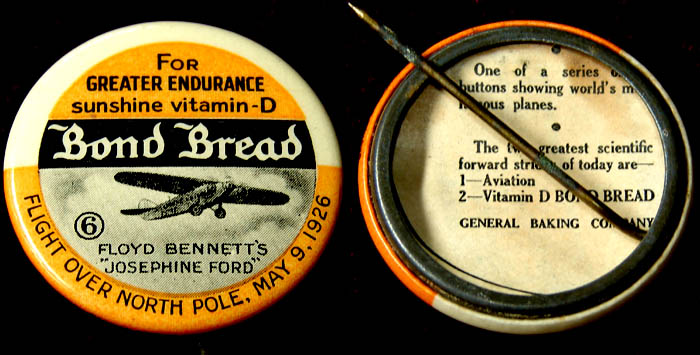 FOR
GREATER ENDURANCE
sunshine vitamin-D
Bond Bread
6
FLOYD BENNETT'S
"JOSEPHINE FORD"
FLIGHT OVER NORTH POLE, MAY 9, 1926
One of a series
buttons showing world's
planes.
The greatest scientific
forward of today are—
1—Aviation
2—Vitamin D BOND BREAD
GENERAL BAKING COMPANY